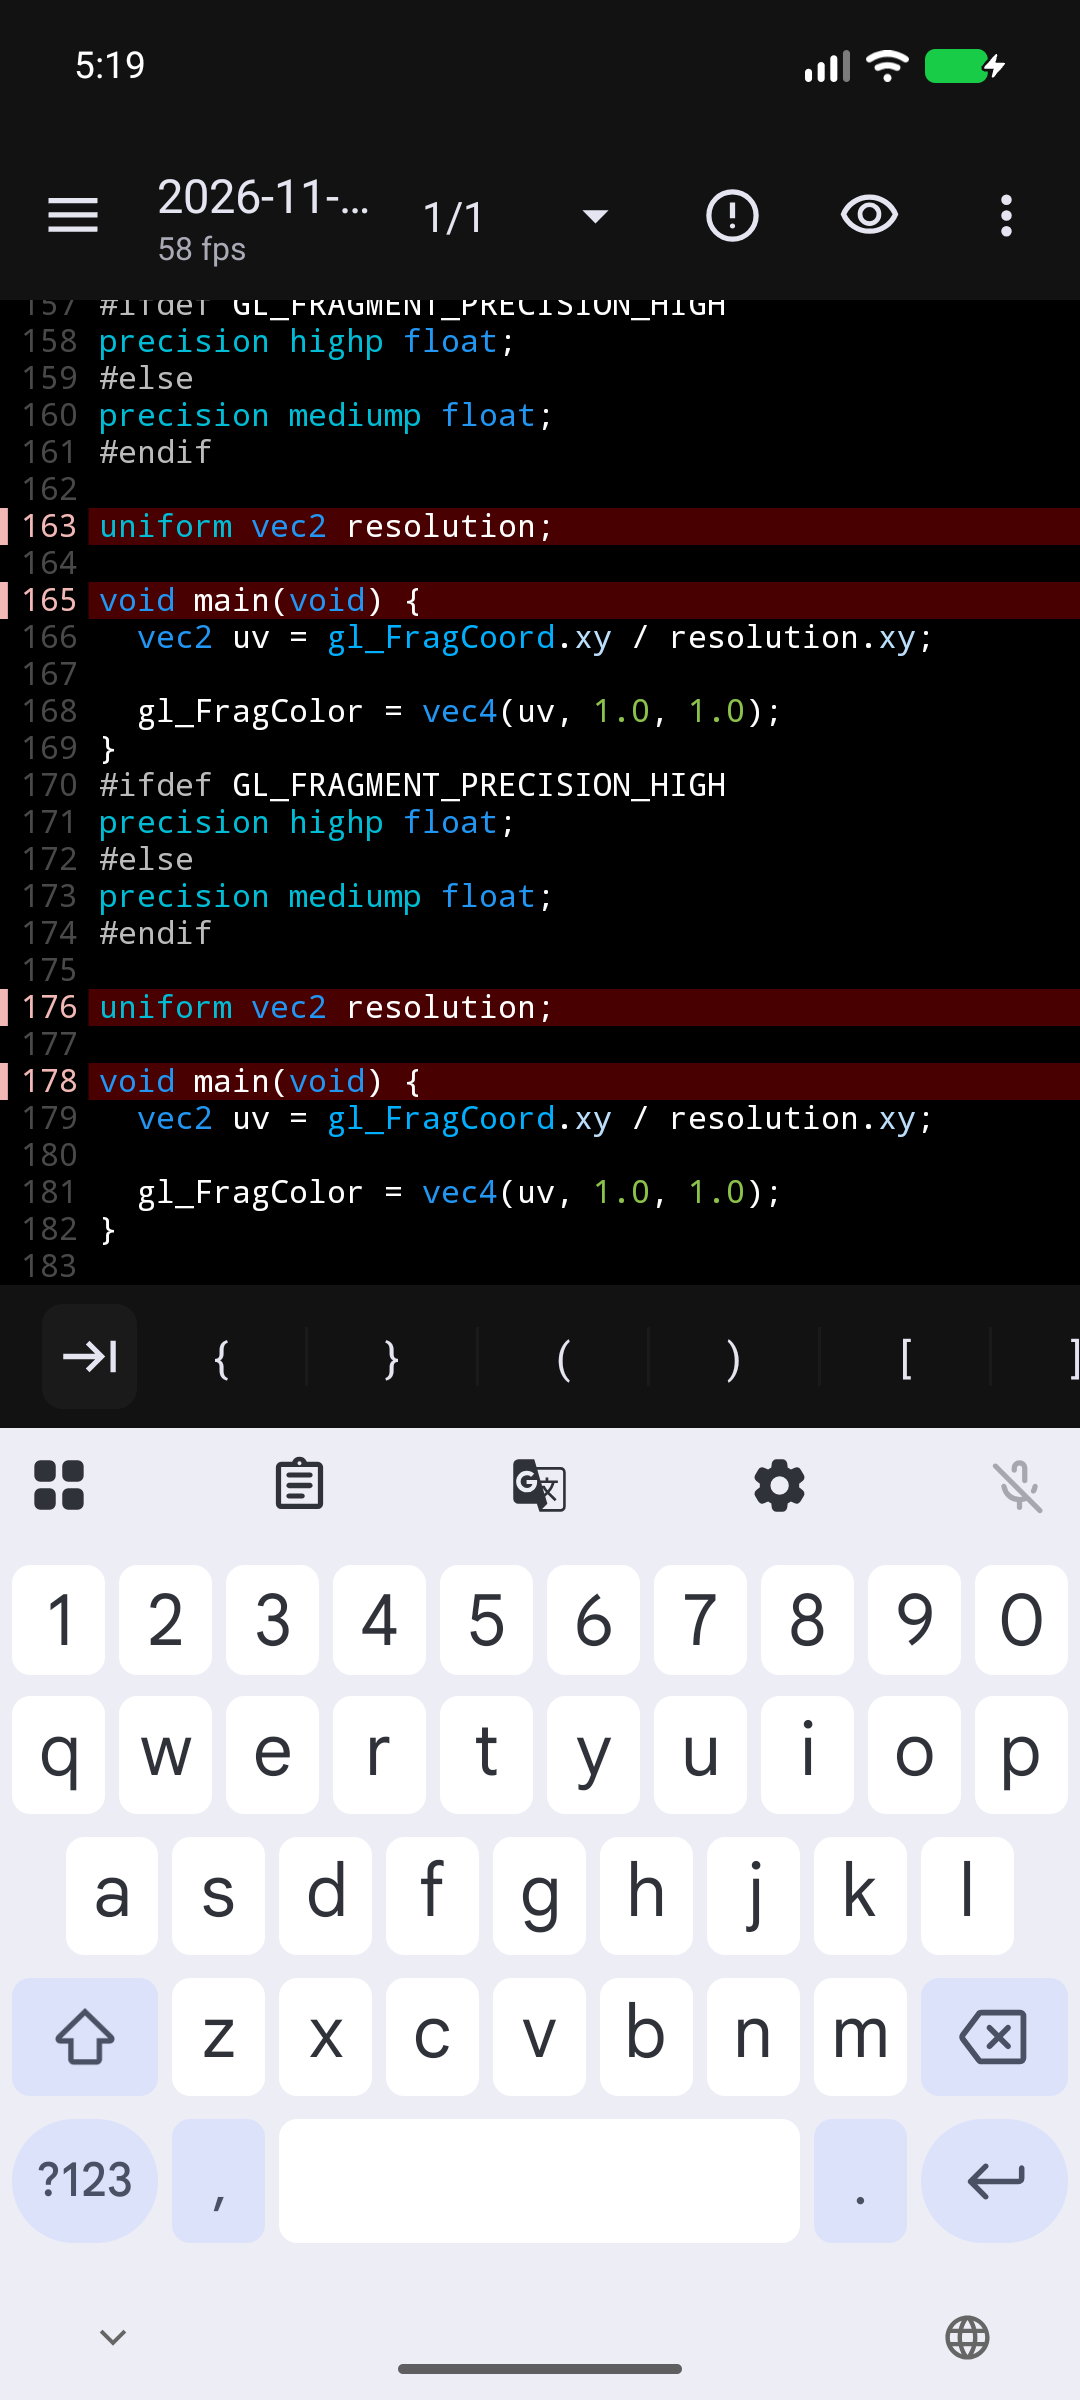 5:19
2026-11-...
1/1
58 fps
157 #ifdef GL_FRAGMENT_PRECISION_HIGH
158 precision highp float;
159 #else
160 precision mediump float;
161 #endif
162
163 uniform vec2 resolution;
164
165 void main(void) {
166   vec2 uv = gl_FragCoord.xy / resolution.xy;
167
168   gl_FragColor = vec4(uv, 1.0, 1.0);
169 }
170 #ifdef GL_FRAGMENT_PRECISION_HIGH
171 precision highp float;
172 #else
173 precision mediump float;
174 #endif
175
176 uniform vec2 resolution;
177
178 void main(void) {
179   vec2 uv = gl_FragCoord.xy / resolution.xy;
180
181   gl_FragColor = vec4(uv, 1.0, 1.0);
182 }
183
{ } ( ) [ ]
1 2 3 4 5 6 7 8 9 0
q w e r t y u i o p
a s d f g h j k l
z x c v b n m
?123 , .